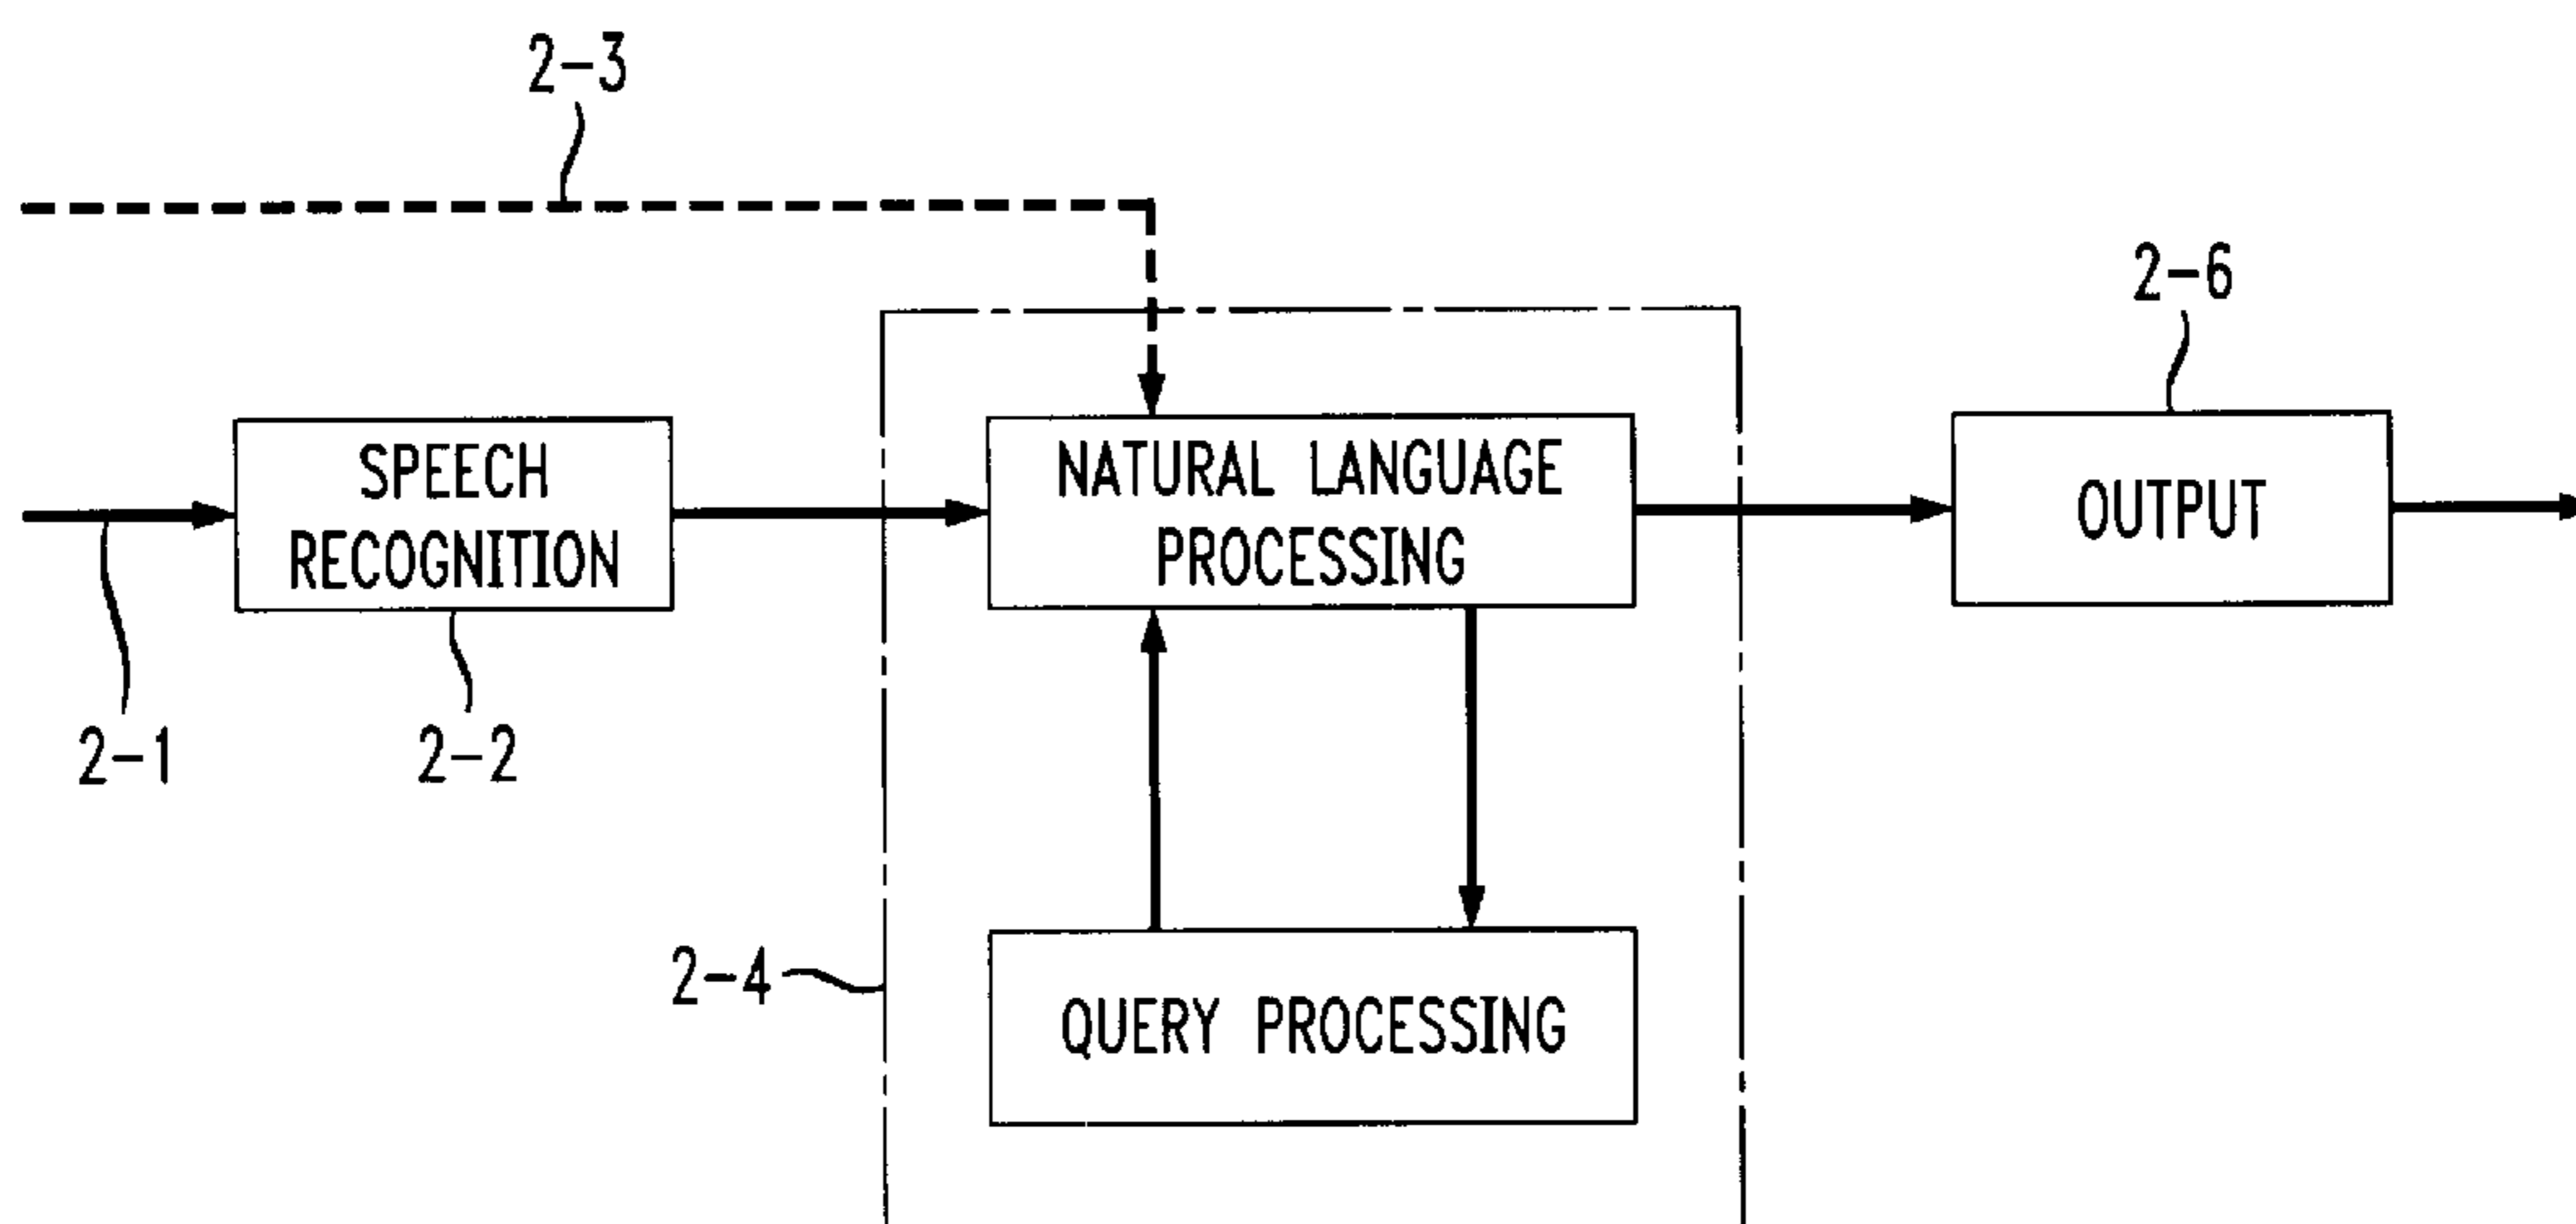 2-3
2-6
SPEECH
RECOGNITION
NATURAL LANGUAGE
PROCESSING
OUTPUT
2-1
2-2
2-4
QUERY PROCESSING